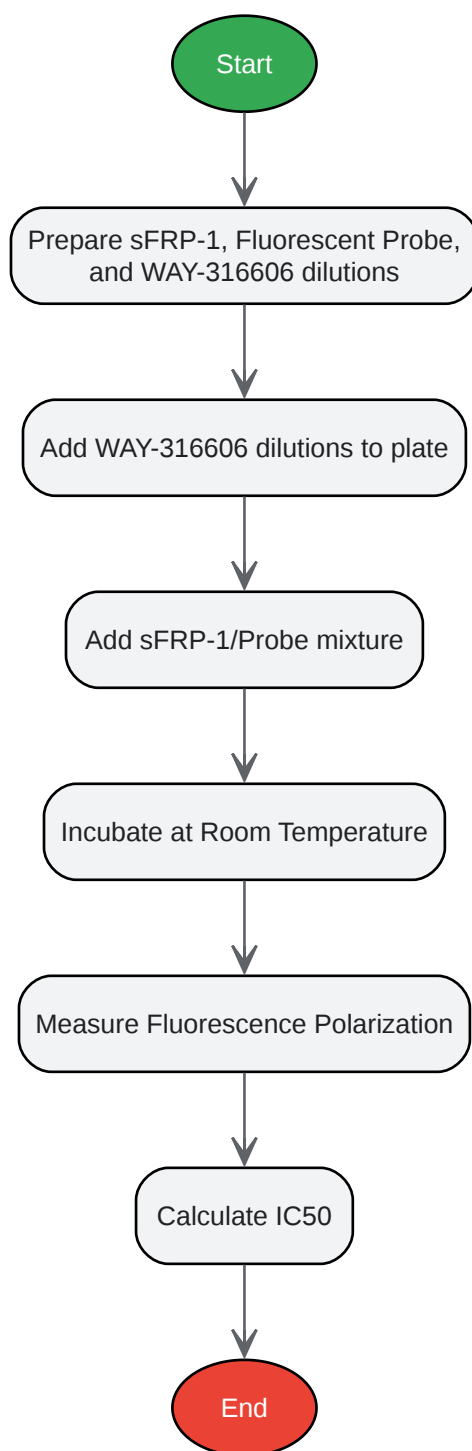 Start
Prepare sFRP-1, Fluorescent Probe,
and WAY-316606 dilutions
Add WAY-316606 dilutions to plate
Add sFRP-1/Probe mixture
Incubate at Room Temperature
Measure Fluorescence Polarization
Calculate IC50
End